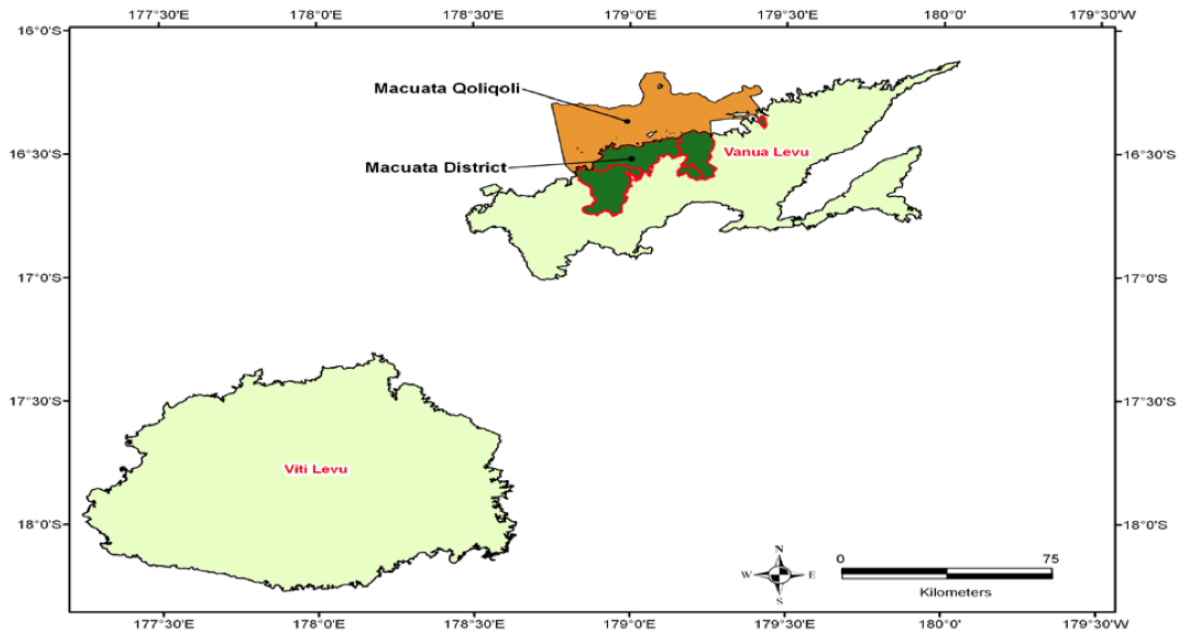 177°30'E 178°0'E 178°30'E 179°0'E 179°30'E 180°0' 179°30'W
16°0'S
Macuata Qoliqoli
16°30'S 16°30'S
Macuata District
Vanua Levu
17°0'S 17°0'S
17°30'S 17°30'S
Viti Levu
18°0'S 18°0'S
N
W E
S
0 75
Kilometers
177°30'E 178°0'E 178°30'E 179°0'E 179°30'E 180°0' 179°30'W